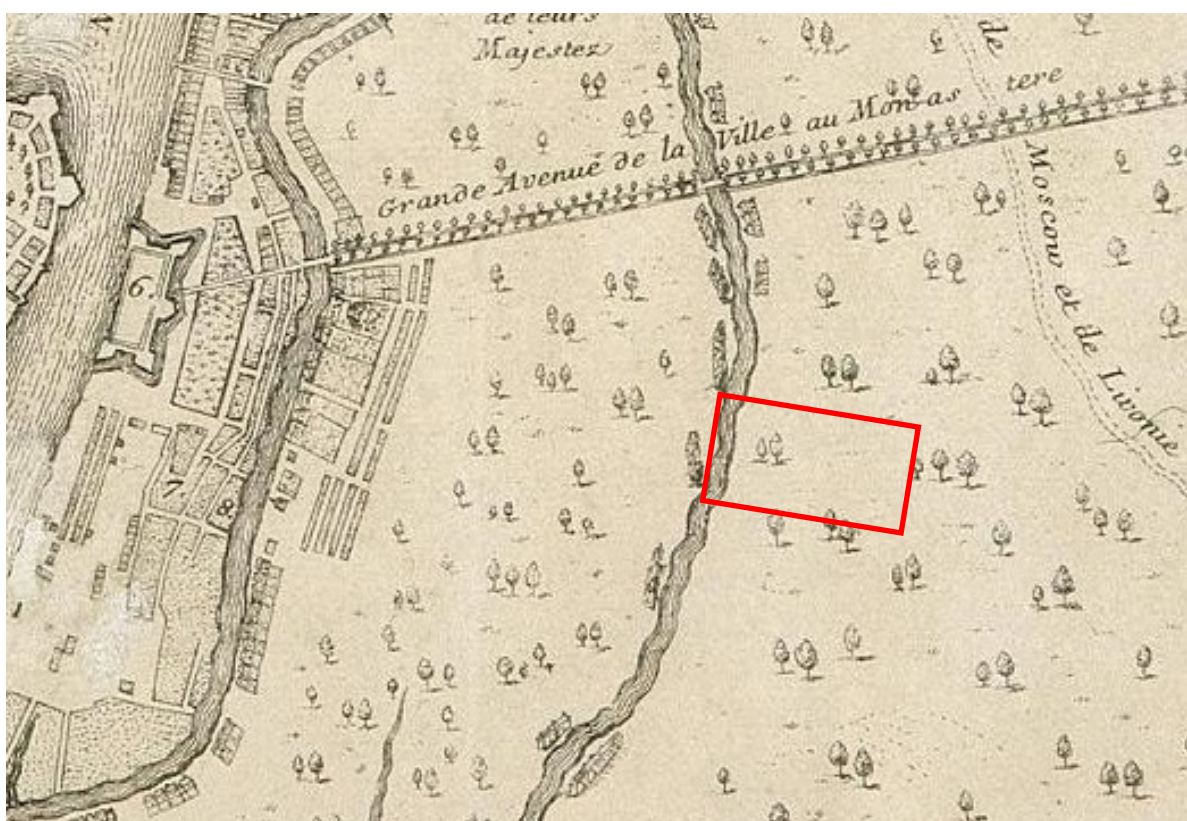 de leurs
Majestez
Grande Avenuë de la Ville au Monastere
de
Moscou et de Livonie
6.
7
8